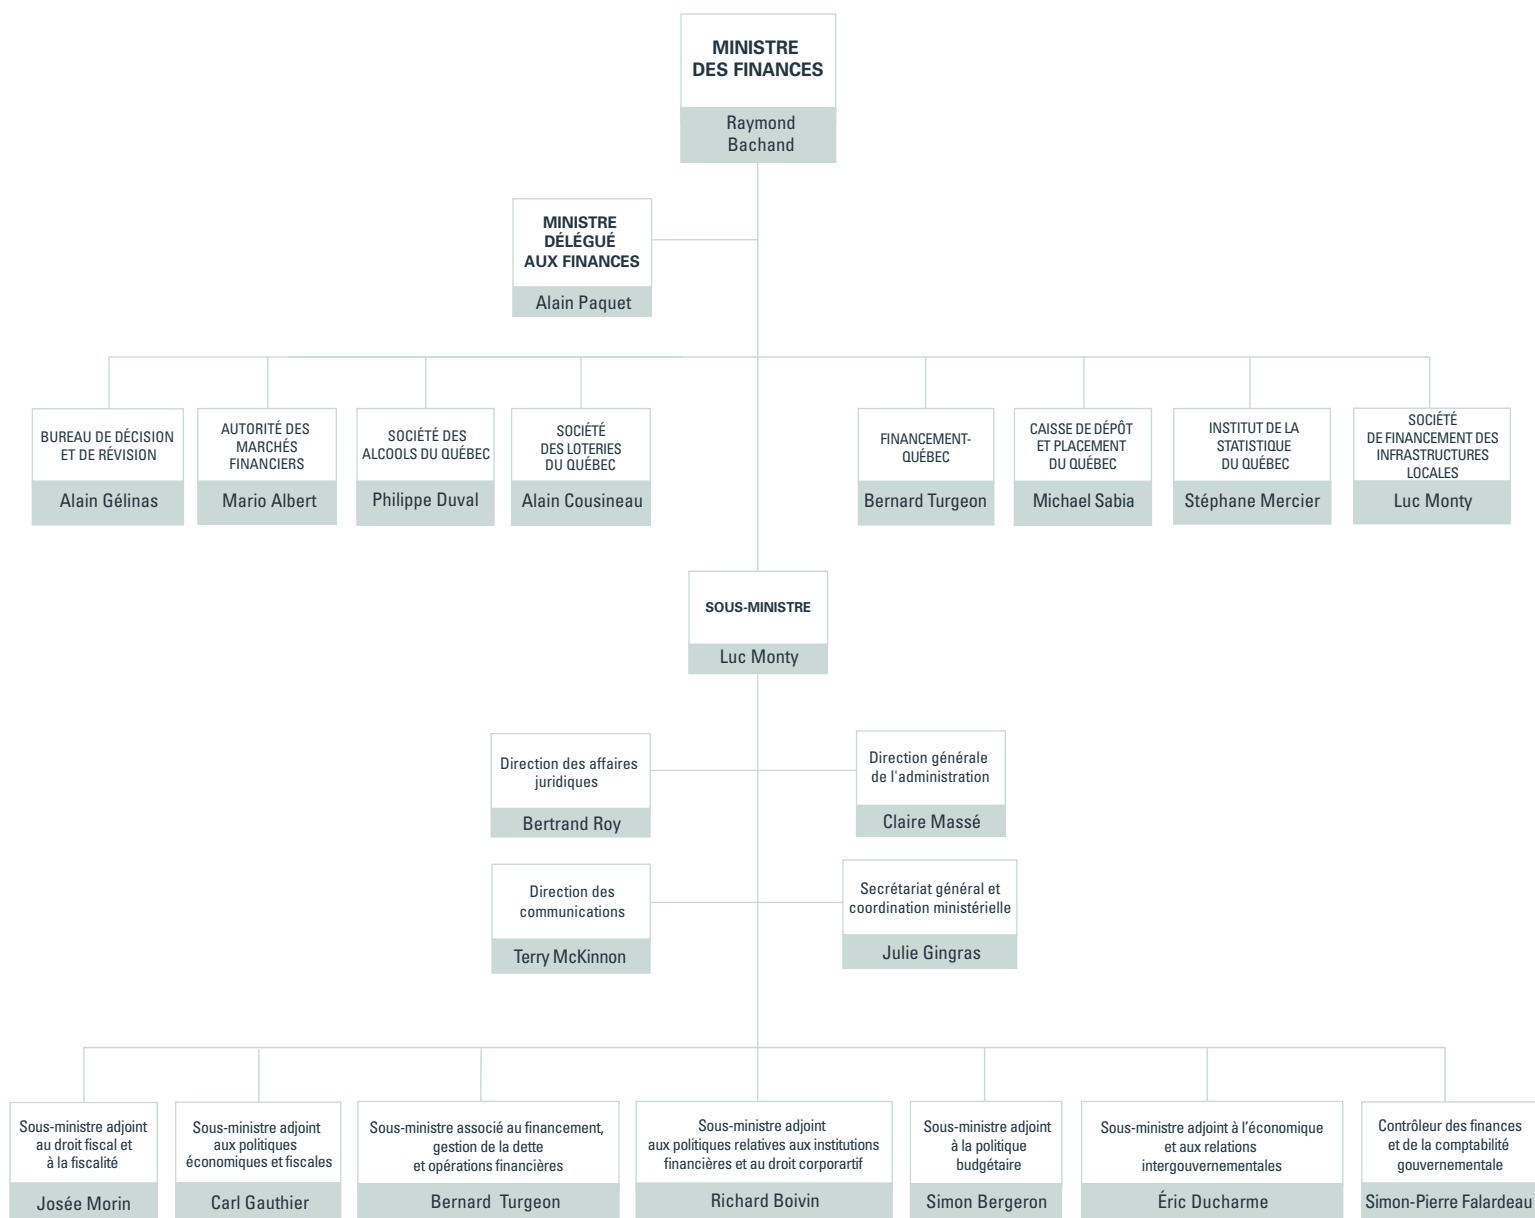 MINISTRE
DES FINANCES
Raymond
Bachand
MINISTRE
DÉLÉGUÉ
AUX FINANCES
Alain Paquet
BUREAU DE DÉCISION
ET DE RÉVISION
Alain Gélinas
AUTORITÉ DES
MARCHÉS
FINANCIERS
Mario Albert
SOCIÉTÉ DES
ALCOOLS DU QUÉBEC
Philippe Duval
SOCIÉTÉ
DES LOTERIES
DU QUÉBEC
Alain Cousineau
FINANCEMENT-
QUÉBEC
Bernard Turgeon
CAISSE DE DÉPÔT
ET PLACEMENT
DU QUÉBEC
Michael Sabia
INSTITUT DE LA
STATISTIQUE
DU QUÉBEC
Stéphane Mercier
SOCIÉTÉ
DE FINANCEMENT DES
INFRASTRUCTURES
LOCALES
Luc Monty
SOUS-MINISTRE
Luc Monty
Direction des affaires
juridiques
Bertrand Roy
Direction générale
de l'administration
Claire Massé
Direction des
communications
Terry McKinnon
Secrétariat général et
coordination ministérielle
Julie Gingras
Sous-ministre adjoint
au droit fiscal et
à la fiscalité
Josée Morin
Sous-ministre adjoint
aux politiques
économiques et fiscales
Carl Gauthier
Sous-ministre associé au financement,
gestion de la dette
et opérations financières
Bernard Turgeon
Sous-ministre adjoint
aux politiques relatives aux institutions
financières et au droit corporartif
Richard Boivin
Sous-ministre adjoint
à la politique
budgétaire
Simon Bergeron
Sous-ministre adjoint à l'économique
et aux relations
intergouvernementales
Éric Ducharme
Contrôleur des finances
et de la comptabilité
gouvernementale
Simon-Pierre Falardeau